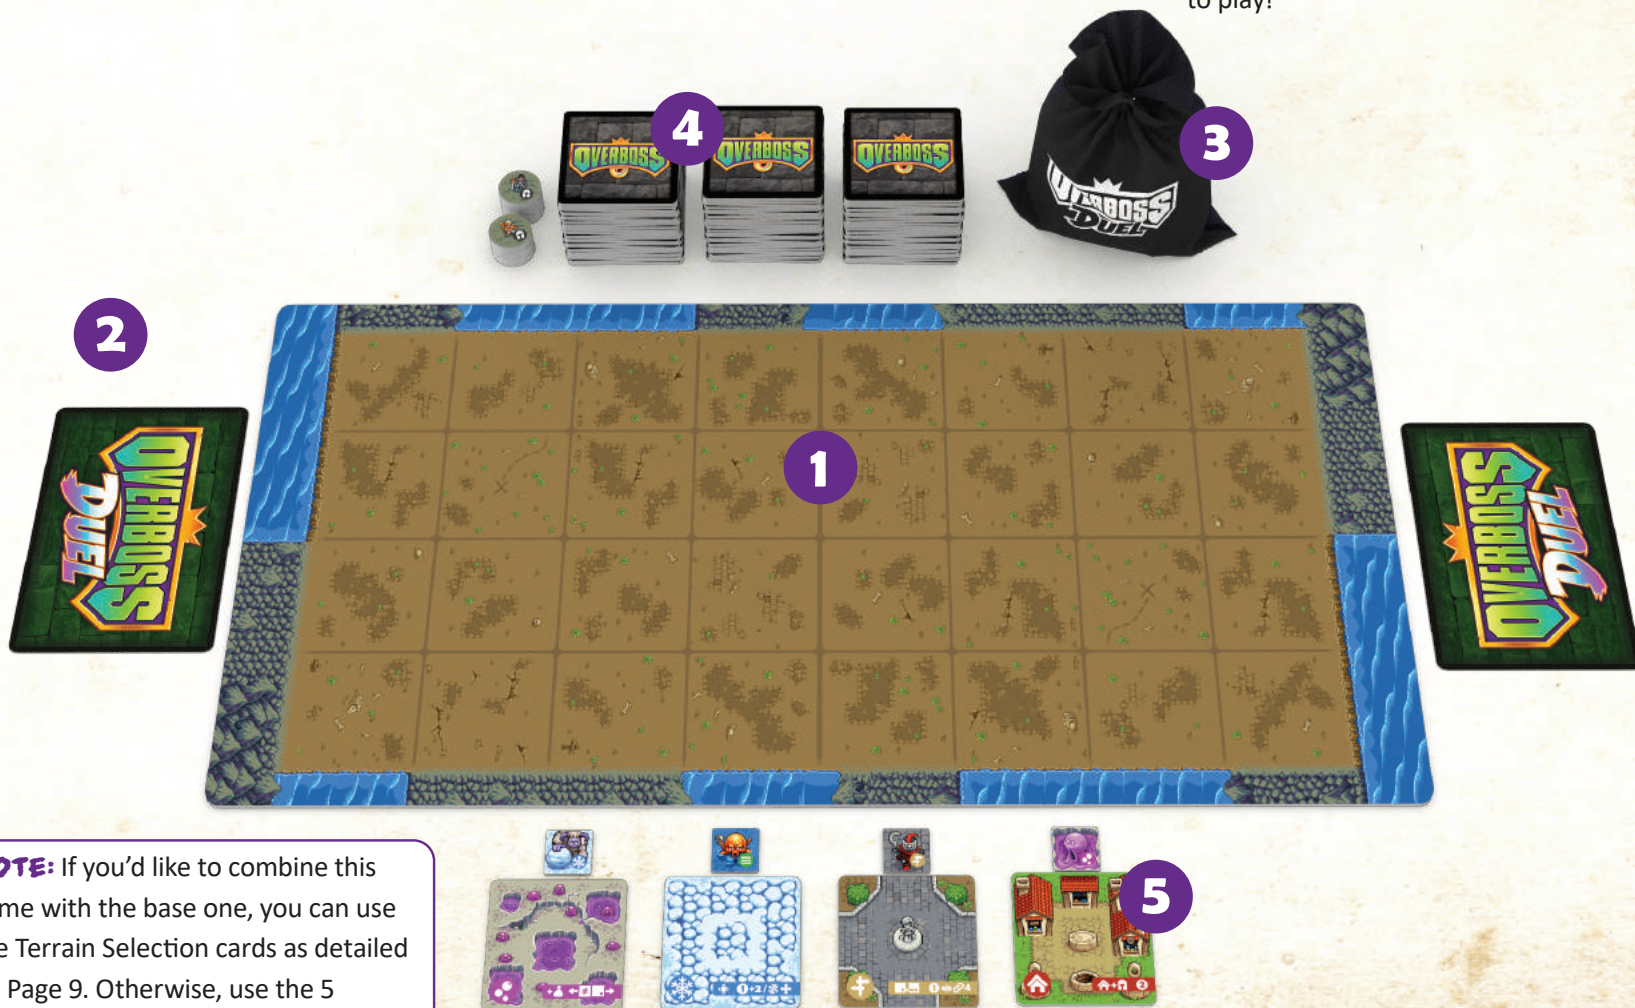 to play!
4
3
OVERBOSS
OVERBOSS
OVERBOSS
OVERBOSS
DUEL
2
1
OVERBOSS
DUEL
OVERBOSS
DUEL
5
OTE: If you’d like to combine this
me with the base one, you can use
e Terrain Selection cards as detailed
Page 9. Otherwise, use the 5